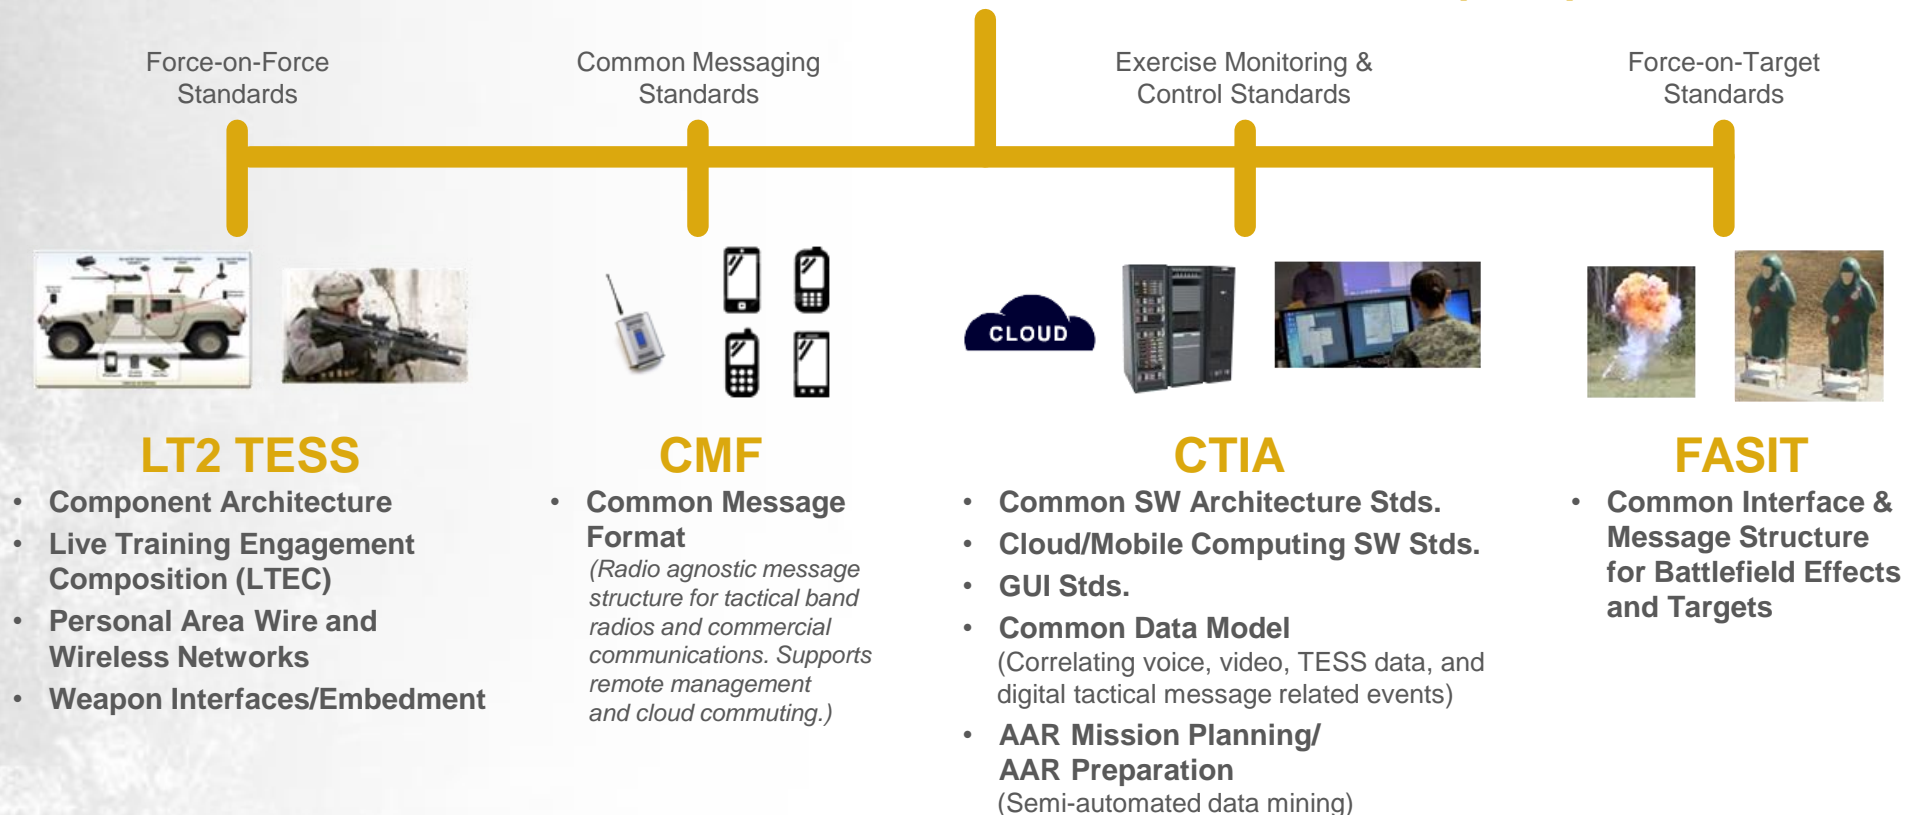 Force-on-Force
Standards
Common Messaging
Standards
Exercise Monitoring &
Control Standards
Force-on-Target
Standards
CLOUD
LT2 TESS
• Component Architecture
• Live Training Engagement
Composition (LTEC)
• Personal Area Wire and
Wireless Networks
• Weapon Interfaces/Embedment
CMF
• Common Message
Format
(Radio agnostic message
structure for tactical band
radios and commercial
communications. Supports
remote management
and cloud commuting.)
CTIA
• Common SW Architecture Stds.
• Cloud/Mobile Computing SW Stds.
• GUI Stds.
• Common Data Model
(Correlating voice, video, TESS data, and
digital tactical message related events)
• AAR Mission Planning/
AAR Preparation
(Semi-automated data mining)
FASIT
• Common Interface &
Message Structure
for Battlefield Effects
and Targets